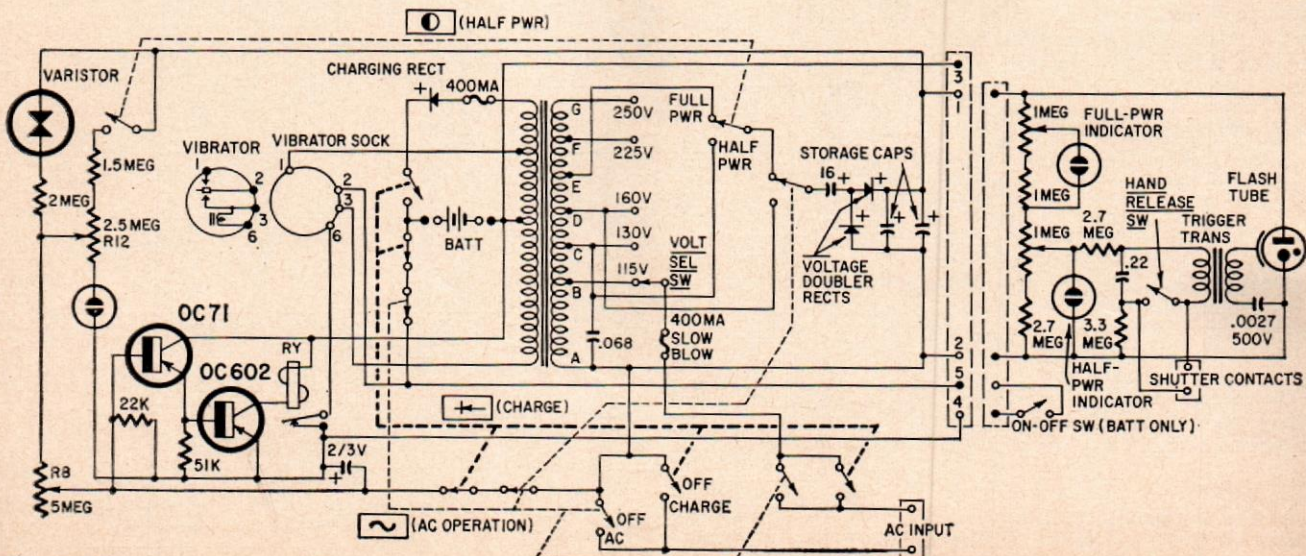 (HALF PWR)
VARISTOR
CHARGING RECT
400MA
3
1
G
250V
FULL
PWR
F
225V
HALF
PWR
E
160V
D
130V
C
115V
B
A
VOLT
SEL
SW
400MA
SLOW
BLOW
.068
STORAGE CAPS
16
VOLTAGE
DOUBLER
RECTS
1.5MEG
2MEG
2.5MEG
R12
VIBRATOR
1
2
3
6
VIBRATOR SOCK
1
2
3
6
BATT
OC71
OC602
RY
22K
51K
2/3V
R8
5MEG
(CHARGE)
(AC OPERATION)
OFF
AC
OFF
CHARGE
AC INPUT
2
5
4
1MEG
FULL-PWR
INDICATOR
1MEG
1MEG
2.7
MEG
2.7
MEG
3.3
MEG
HALF-
PWR
INDICATOR
.22
HAND
RELEASE
SW
TRIGGER
TRANS
FLASH
TUBE
.0027
500V
SHUTTER CONTACTS
ON-OFF SW (BATT ONLY)